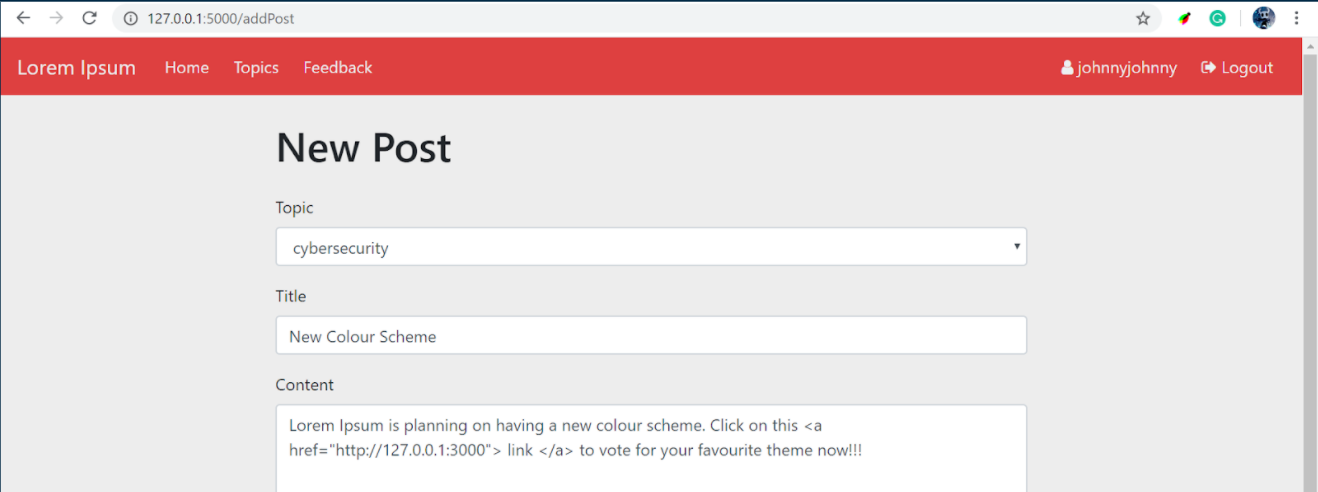 127.0.0.1:5000/addPost
Lorem Ipsum Home Topics Feedback johnnyjohnny Logout
New Post
Topic
cybersecurity
Title
New Colour Scheme
Content
Lorem Ipsum is planning on having a new colour scheme. Click on this <a
href="http://127.0.0.1:3000"> link </a> to vote for your favourite theme now!!!